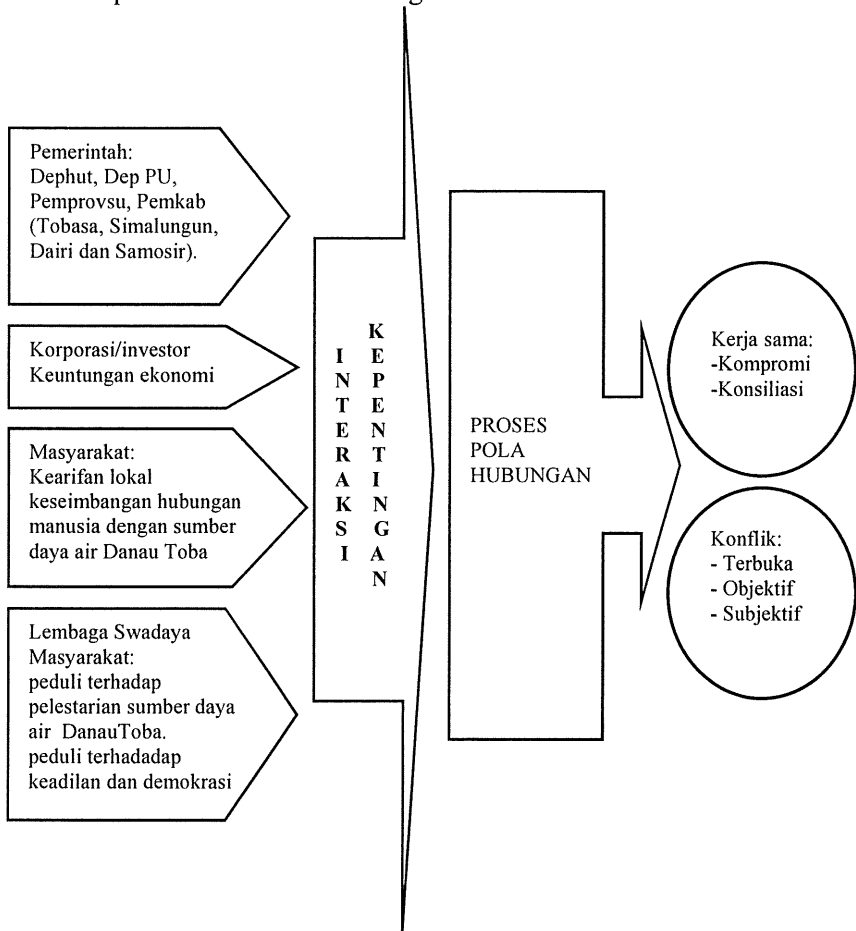 Pemerintah:
Dephut, Dep PU,
Pemprovsu, Pemkab
(Tobasa, Simalungun,
Dairi dan Samosir).
Korporasi/investor
Keuntungan ekonomi
Masyarakat:
Kearifan lokal
keseimbangan hubungan
manusia dengan sumber
daya air Danau Toba
Lembaga Swadaya
Masyarakat:
peduli terhadap
pelestarian sumber daya
air DanauToba.
peduli terhadadap
keadilan dan demokrasi
INTERAKSI
KEPENTINGAN
PROSES
POLA
HUBUNGAN
Kerja sama:
-Kompromi
-Konsiliasi
Konflik:
- Terbuka
- Objektif
- Subjektif